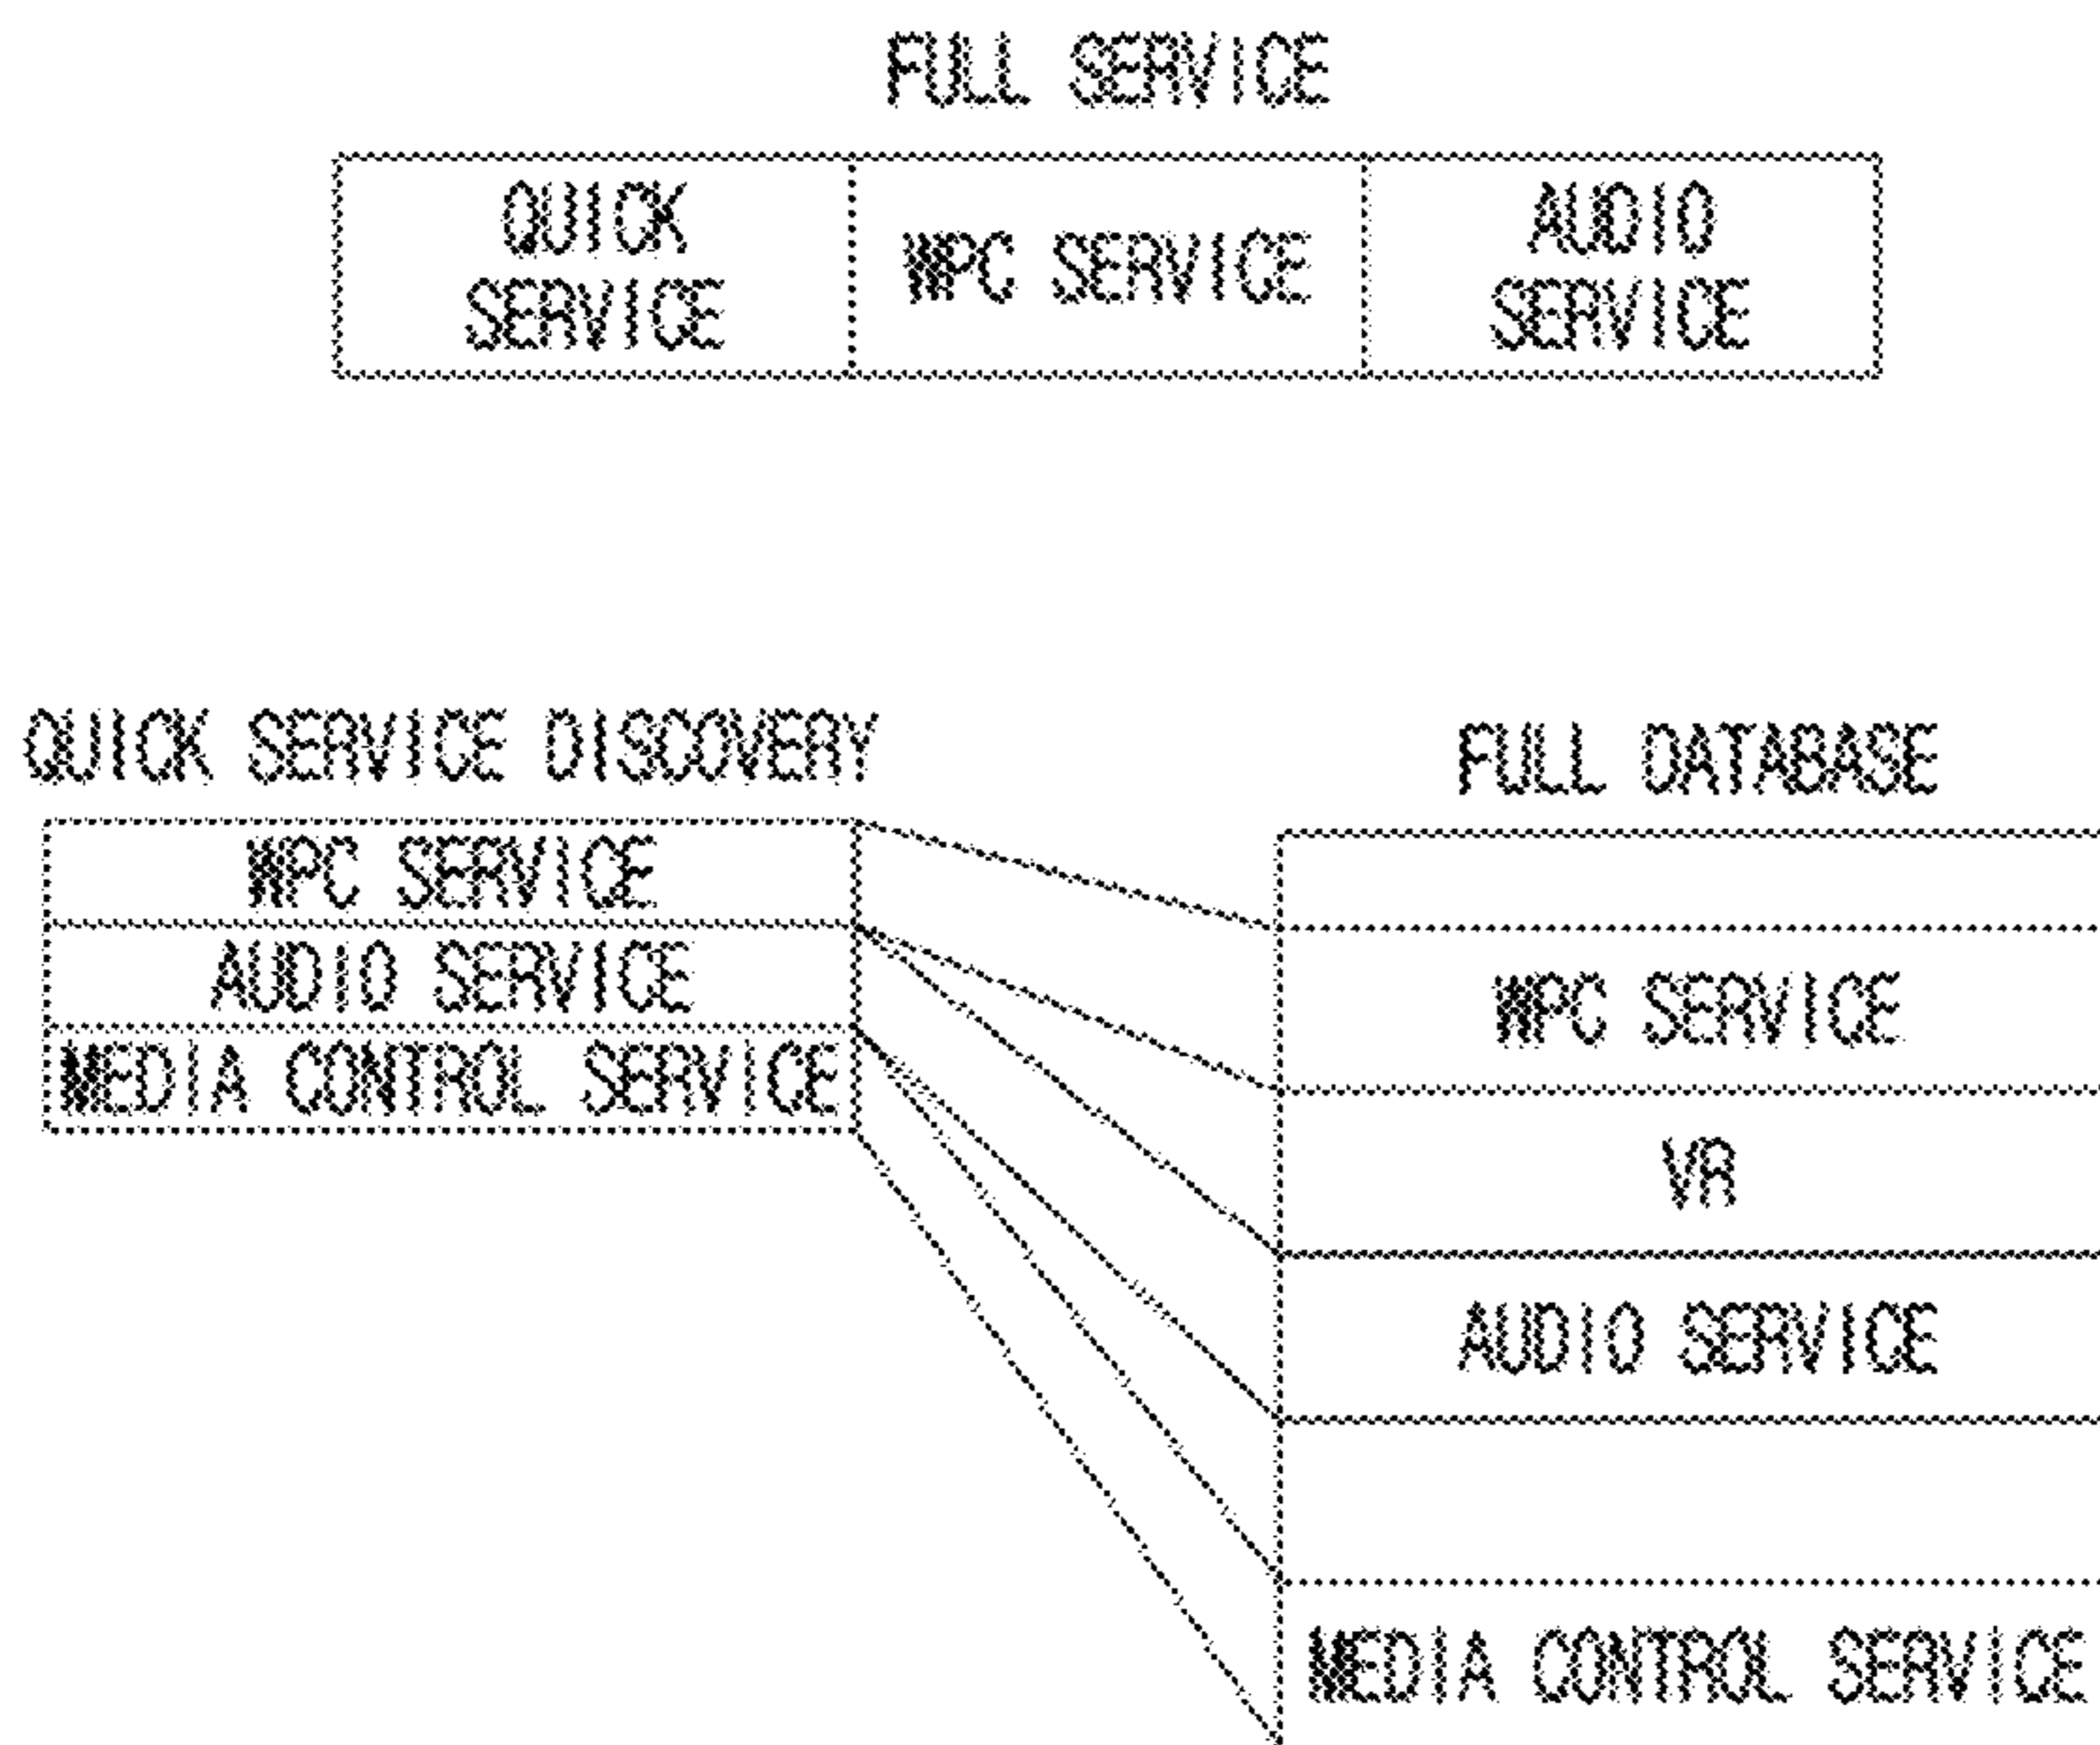 FULL SERVICE
QUICK
SERVICE
WPC SERVICE
AUDIO
SERVICE
QUICK SERVICE DISCOVERY
WPC SERVICE
AUDIO SERVICE
MEDIA CONTROL SERVICE
FULL DATABASE
WPC SERVICE
VR
AUDIO SERVICE
MEDIA CONTROL SERVICE